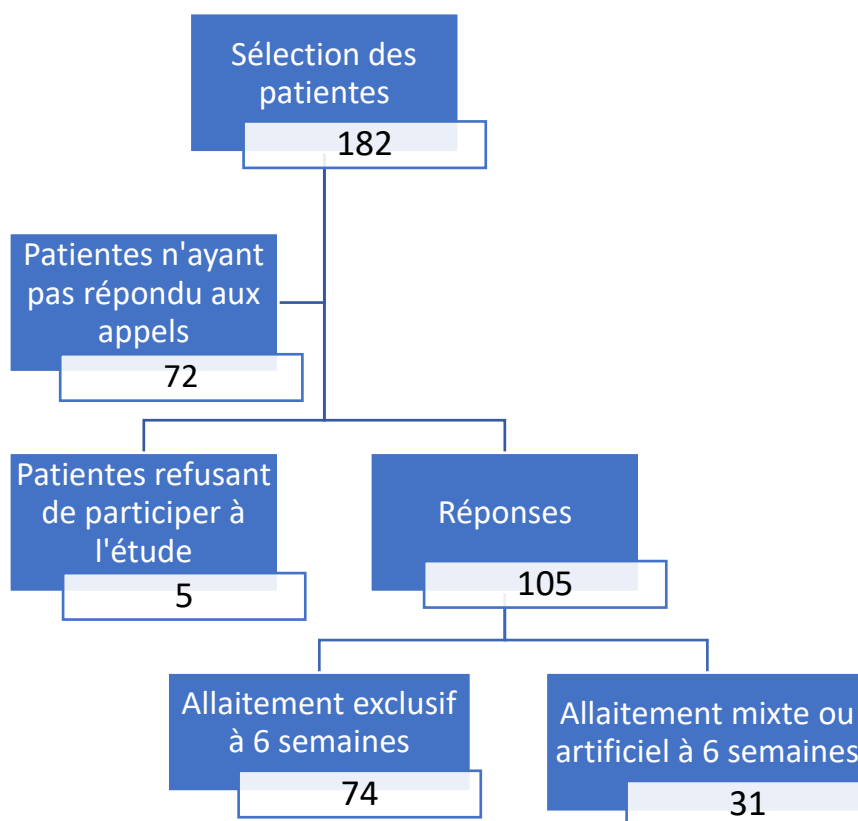 Sélection des
patientes
182
Patientes n'ayant
pas répondu aux
appels
72
Patientes refusant
de participer à
l'étude
5
Réponses
105
Allaitement exclusif
à 6 semaines
74
Allaitement mixte ou
artificiel à 6 semaines
31